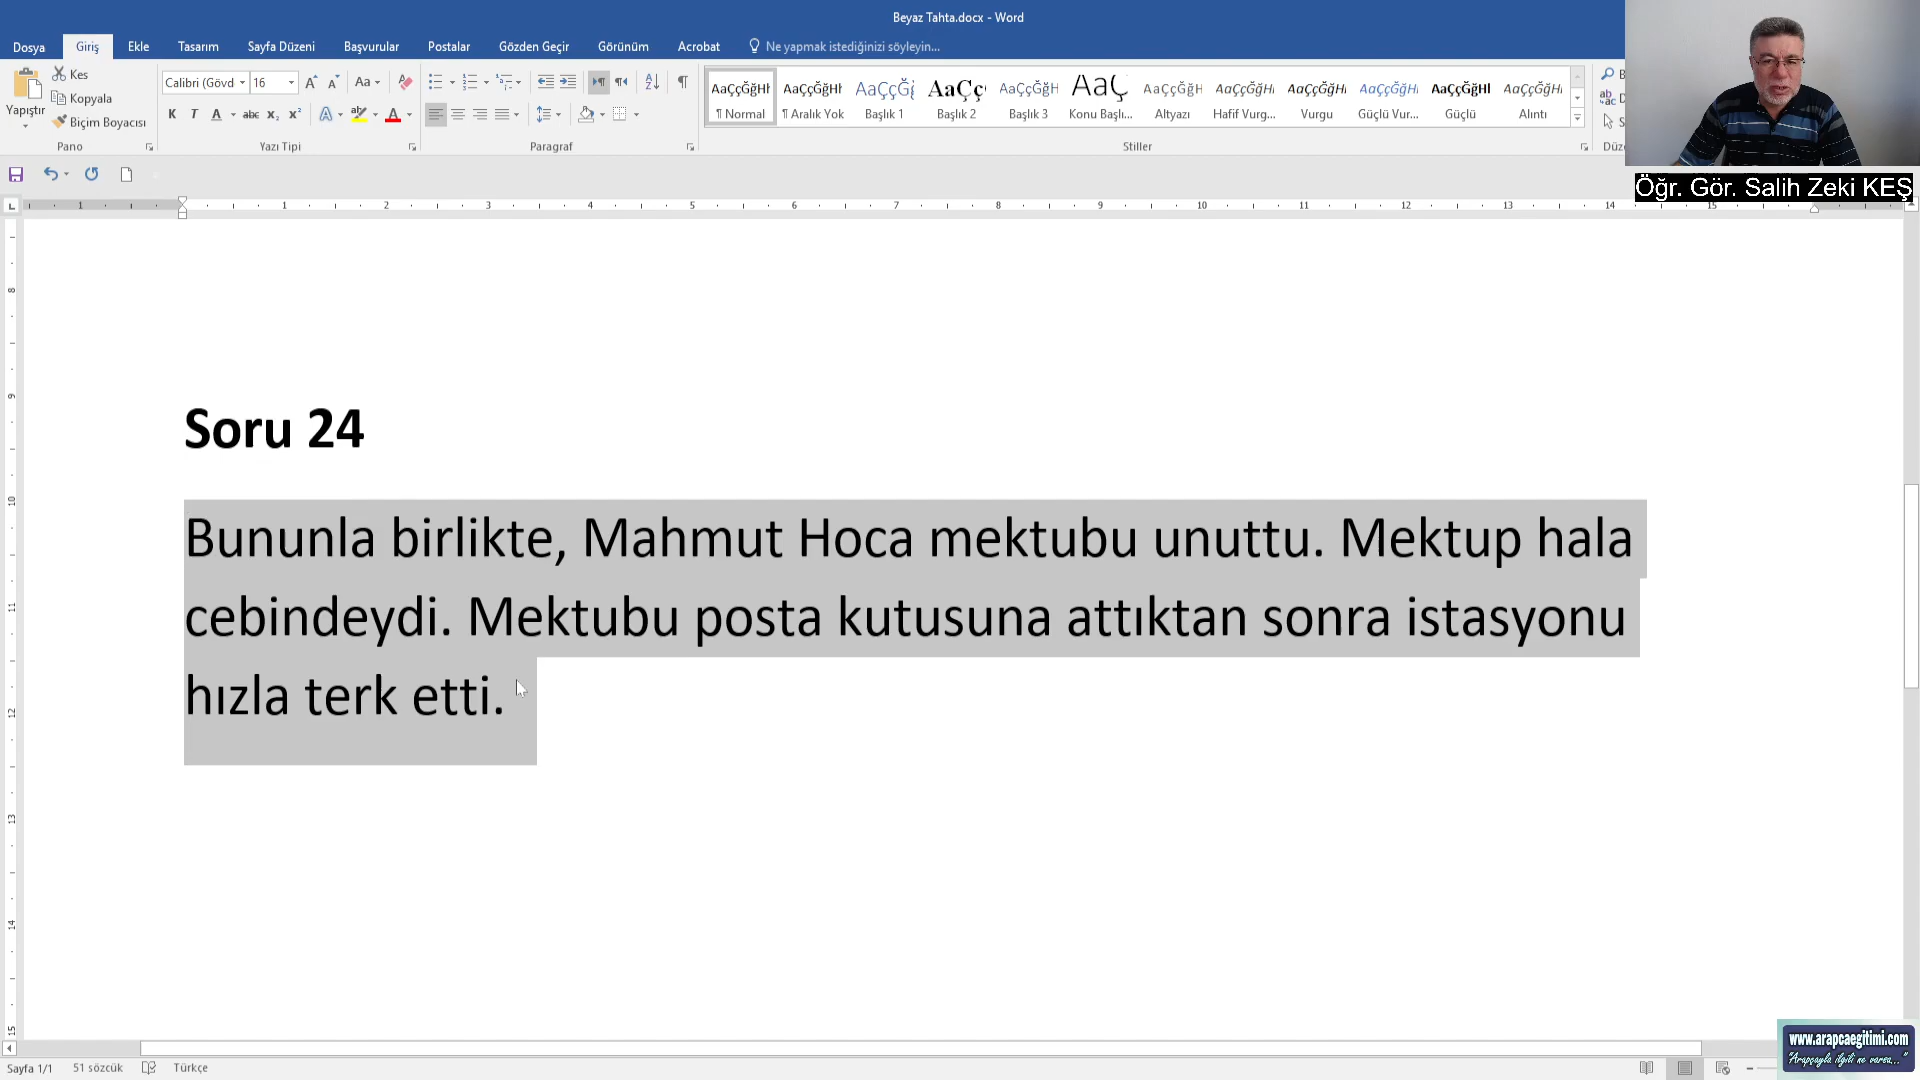 Beyaz Tahta.docx - Word
Dosya Giriş Ekle Tasarım Sayfa Düzeni Başvurular Postalar Gözden Geçir Görünüm Acrobat Ne yapmak istediğinizi söyleyin...
Yapıştır
Kes
Kopyala
Biçim Boyacısı
Calibri (Gövd 16
Normal
Aralık Yok
Başlık 1
Başlık 2
Başlık 3
Konu Başlı...
Altyazı
Hafif Vurg...
Vurgu
Güçlü Vur...
Güçlü
Alıntı
Pano Yazı Tipi Paragraf Stiller
Öğr. Gör. Salih Zeki KEŞ
Soru 24
Bununla birlikte, Mahmut Hoca mektubu unuttu. Mektup hala
cebindeydi. Mektubu posta kutusuna attıktan sonra istasyonu
hızla terk etti.
www.arapcaegitimi.com
"Arapçayla ilgili ne varsa..."
Sayfa 1/1 51 sözcük Türkçe